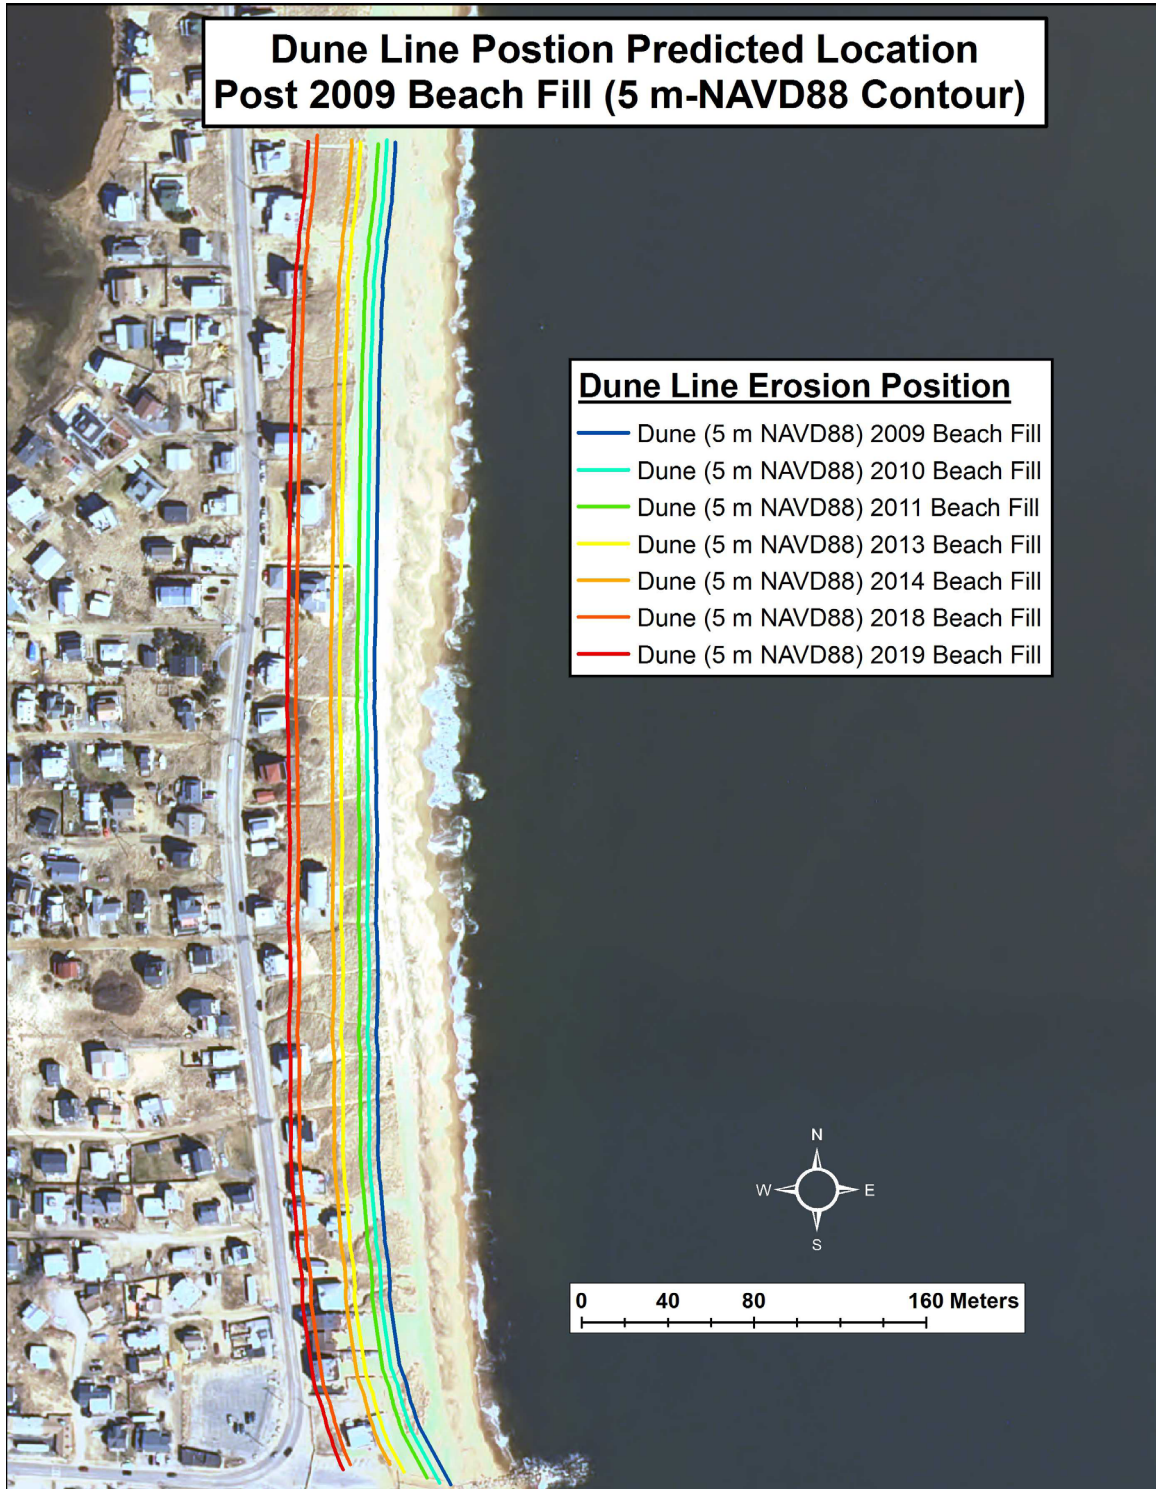 Dune Line Postion Predicted Location
Post 2009 Beach Fill (5 m-NAVD88 Contour)
Dune Line Erosion Position
Dune (5 m NAVD88) 2009 Beach Fill
Dune (5 m NAVD88) 2010 Beach Fill
Dune (5 m NAVD88) 2011 Beach Fill
Dune (5 m NAVD88) 2013 Beach Fill
Dune (5 m NAVD88) 2014 Beach Fill
Dune (5 m NAVD88) 2018 Beach Fill
Dune (5 m NAVD88) 2019 Beach Fill
N
W E
S
0 40 80 160 Meters